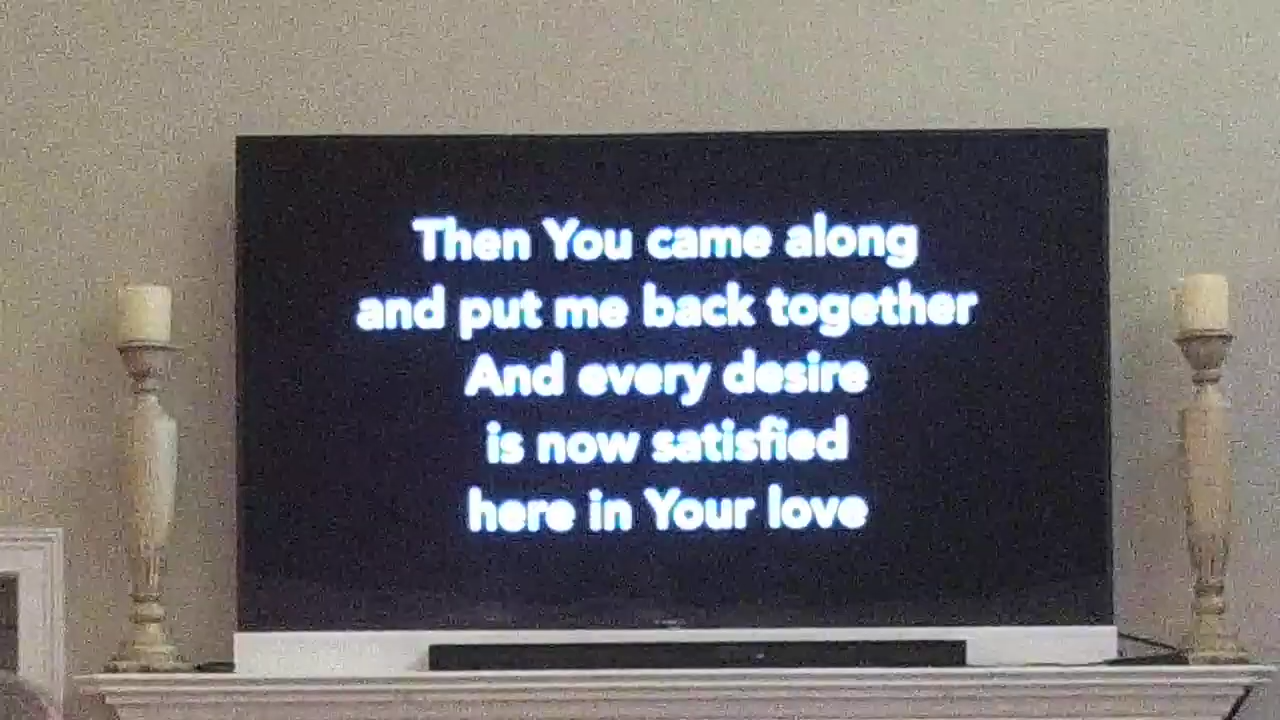 Then You came along
and put me back together
And every desire
is now satisfied
here in Your love